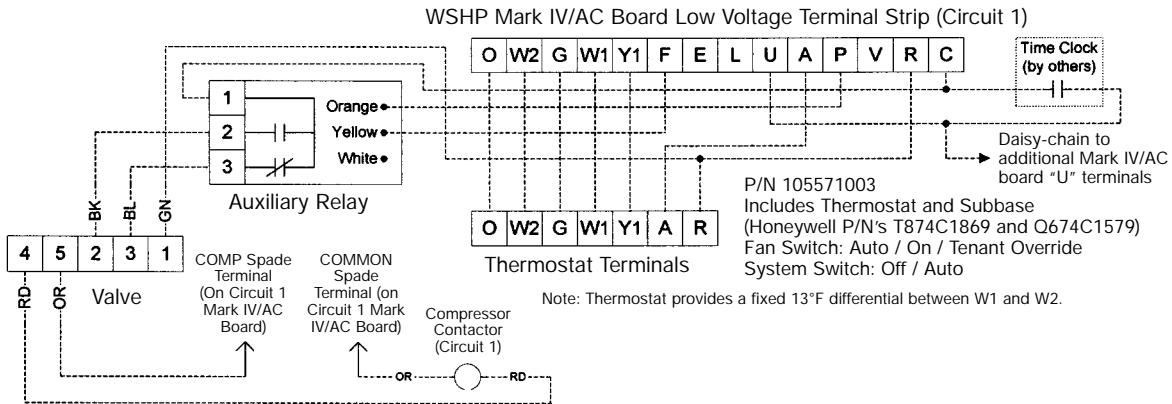 WSHP Mark IV/AC Board Low Voltage Terminal Strip (Circuit 1)
O W2 G W1 Y1 F E L U A P V R C
Time Clock
(by others)
1
2
3
Orange
Yellow
White
Auxiliary Relay
Daisy-chain to
additional Mark IV/AC
board "U" terminals
P/N 105571003
Includes Thermostat and Subbase
(Honeywell P/N's T874C1869 and Q674C1579)
Fan Switch: Auto / On / Tenant Override
System Switch: Off / Auto
BK
BL
GN
O W2 G W1 Y1 A R
Thermostat Terminals
Note: Thermostat provides a fixed 13°F differential between W1 and W2.
4 5 2 3 1
Valve
RD
OR
COMP Spade
Terminal
(On Circuit 1
Mark IV/AC
Board)
COMMON
Spade
Terminal (on
Circuit 1 Mark
IV/AC Board)
Compressor
Contactor
(Circuit 1)
OR
RD